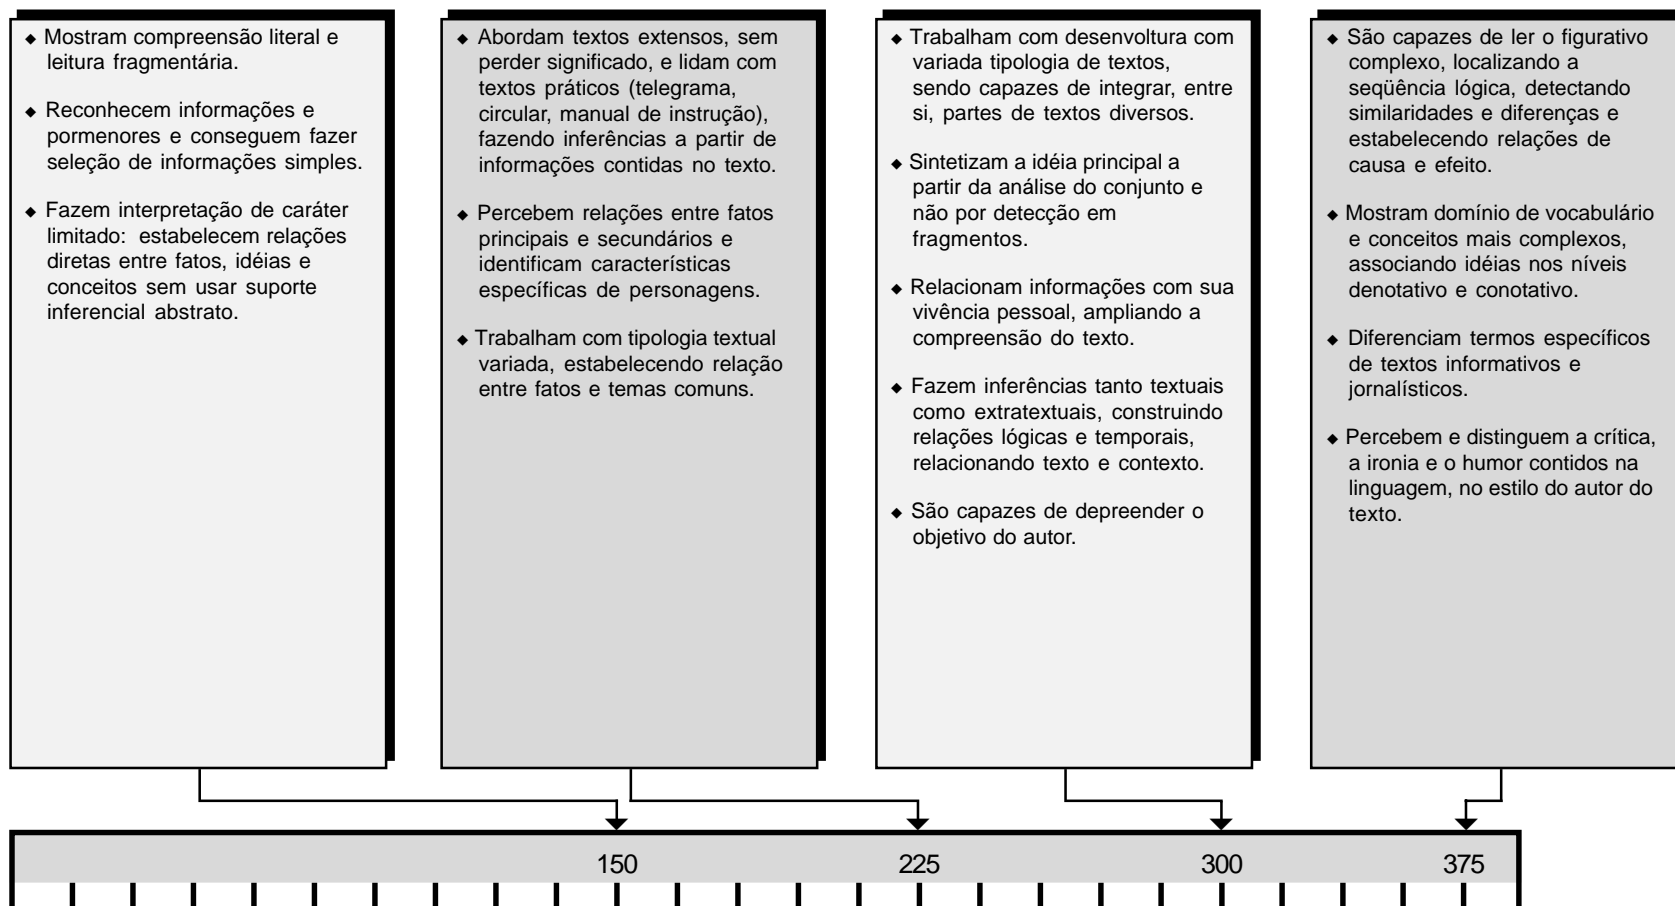 ◆ Mostram compreensão literal e
leitura fragmentária.
◆ Reconhecem informações e
pormenores e conseguem fazer
seleção de informações simples.
◆ Fazem interpretação de caráter
limitado: estabelecem relações
diretas entre fatos, idéias e
conceitos sem usar suporte
inferencial abstrato.
◆ Abordam textos extensos, sem
perder significado, e lidam com
textos práticos (telegrama,
circular, manual de instrução),
fazendo inferências a partir de
informações contidas no texto.
◆ Percebem relações entre fatos
principais e secundários e
identificam características
específicas de personagens.
◆ Trabalham com tipologia textual
variada, estabelecendo relação
entre fatos e temas comuns.
◆ Trabalham com desenvoltura com
variada tipologia de textos,
sendo capazes de integrar, entre
si, partes de textos diversos.
◆ Sintetizam a idéia principal a
partir da análise do conjunto e
não por detecção em
fragmentos.
◆ Relacionam informações com sua
vivência pessoal, ampliando a
compreensão do texto.
◆ Fazem inferências tanto textuais
como extratextuais, construindo
relações lógicas e temporais,
relacionando texto e contexto.
◆ São capazes de depreender o
objetivo do autor.
◆ São capazes de ler o figurativo
complexo, localizando a
seqüência lógica, detectando
similaridades e diferenças e
estabelecendo relações de
causa e efeito.
◆ Mostram domínio de vocabulário
e conceitos mais complexos,
associando idéias nos níveis
denotativo e conotativo.
◆ Diferenciam termos específicos
de textos informativos e
jornalísticos.
◆ Percebem e distinguem a crítica,
a ironia e o humor contidos na
linguagem, no estilo do autor do
texto.
150 225 300 375